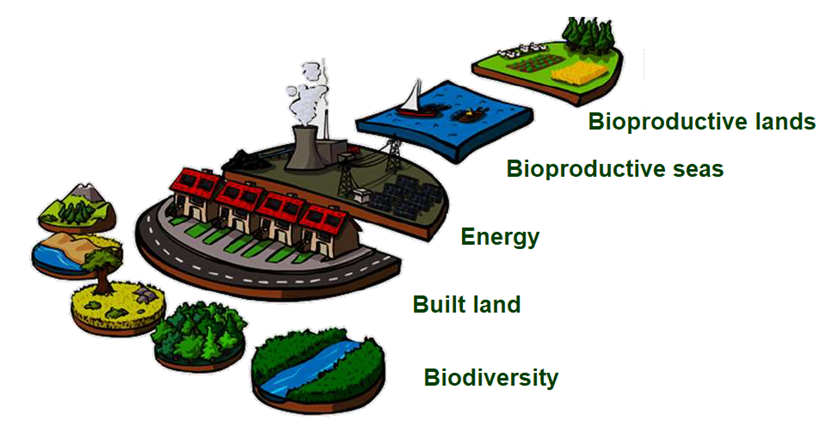 Bioproductive lands
Bioproductive seas
Energy
Built land
Biodiversity